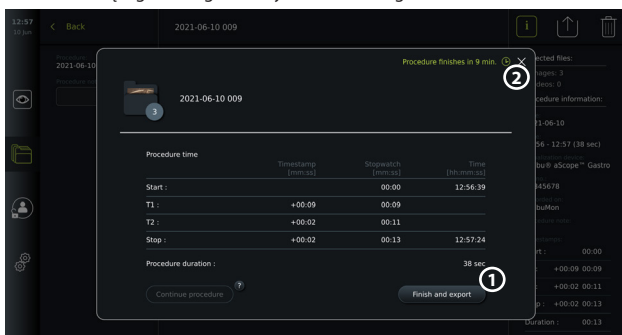 12:57
10 Jun
Back
2021-06-10 009
i
Procedure
2021-06-10
Procedure finishes in 9 min.
2
3
2021-06-10 009
Procedure time
Timestamp [mm:ss]
Stopwatch [mm:ss]
Time [hh:mm:ss]
Start : 00:00 12:56:39
T1 : +00:09 00:09
T2 : +00:02 00:11
Stop : +00:02 00:13 12:57:24
Procedure duration : 38 sec
1
Continue procedure ?
Finish and export
ected files:
mages: 3
deos: 0
cedure information:
21-06-10
56 - 12:57 (38 sec)
bu® aScope™ Gastro
345678
buMon
rt : 00:00
+00:09 00:09
+00:02 00:11
p : +00:02 00:13
Duration : 00:13